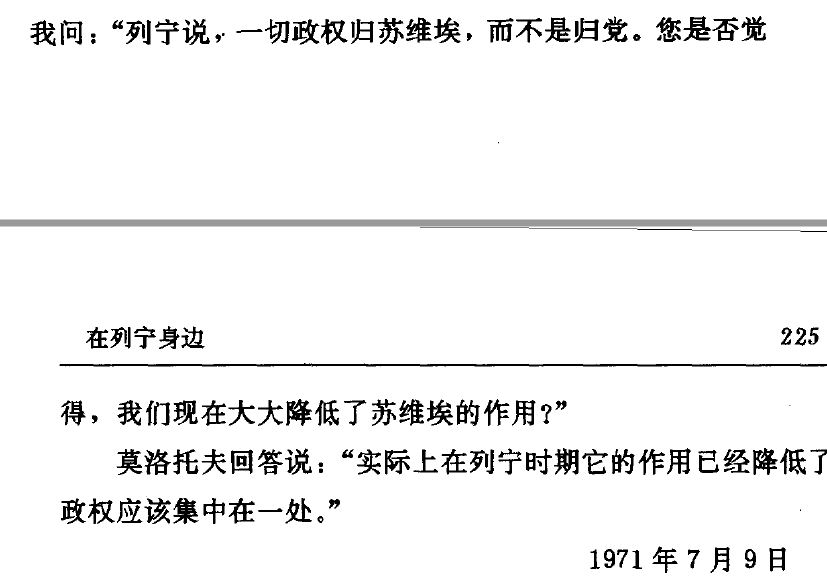 我问：“列宁说，一切政权归苏维埃，而不是归党。您是否觉
在列宁身边 225
得，我们现在大大降低了苏维埃的作用？”
莫洛托夫回答说：“实际上在列宁时期它的作用已经降低了
政权应该集中在一处。”
1971年7月9日